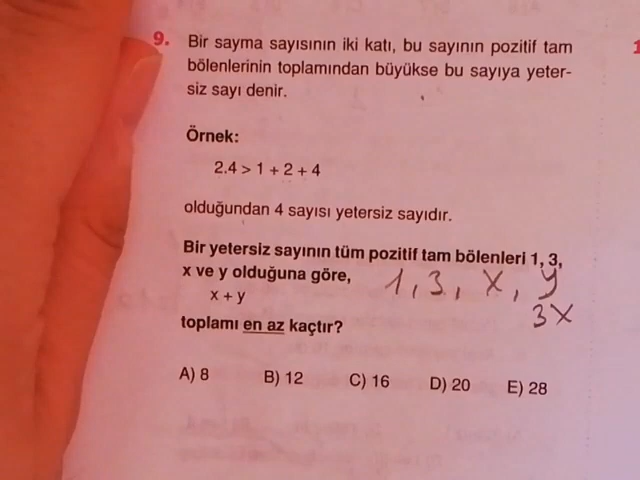 9. Bir sayma sayısının iki katı, bu sayının pozitif tam
bölenlerinin toplamından büyükse bu sayıya yeter-
siz sayı denir.
Örnek:
2.4 > 1 + 2 + 4
olduğundan 4 sayısı yetersiz sayıdır.
Bir yetersiz sayının tüm pozitif tam bölenleri 1, 3,
x ve y olduğuna göre,
1, 3, x, y
x + y
3x
toplamı en az kaçtır?
A) 8 B) 12 C) 16 D) 20 E) 28
1